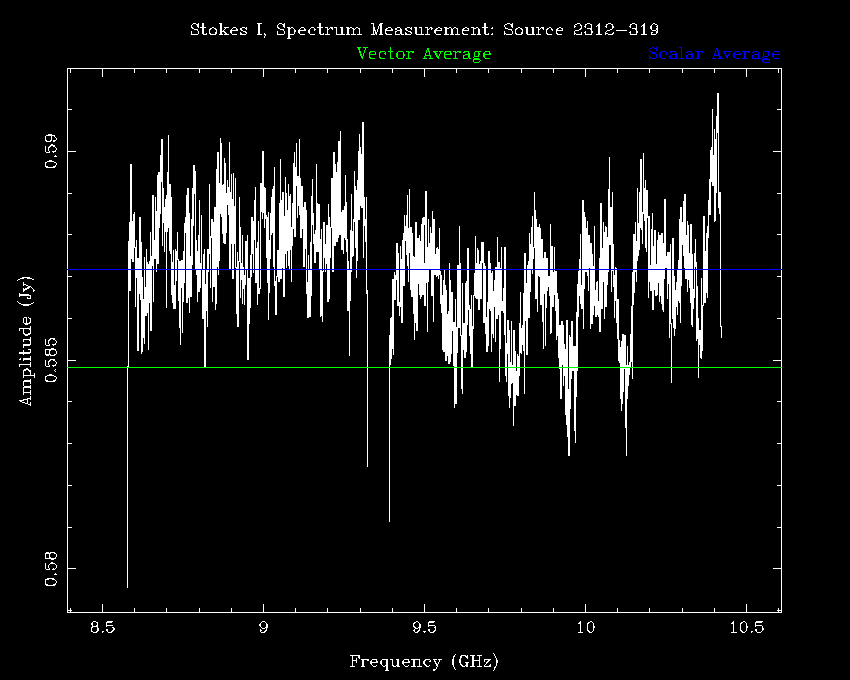 Stokes I, Spectrum Measurement: Source 2312-319
Vector Average Scalar Average
0.59
0.585
0.58
Amplitude (Jy)
8.5 9 9.5 10 10.5
Frequency (GHz)